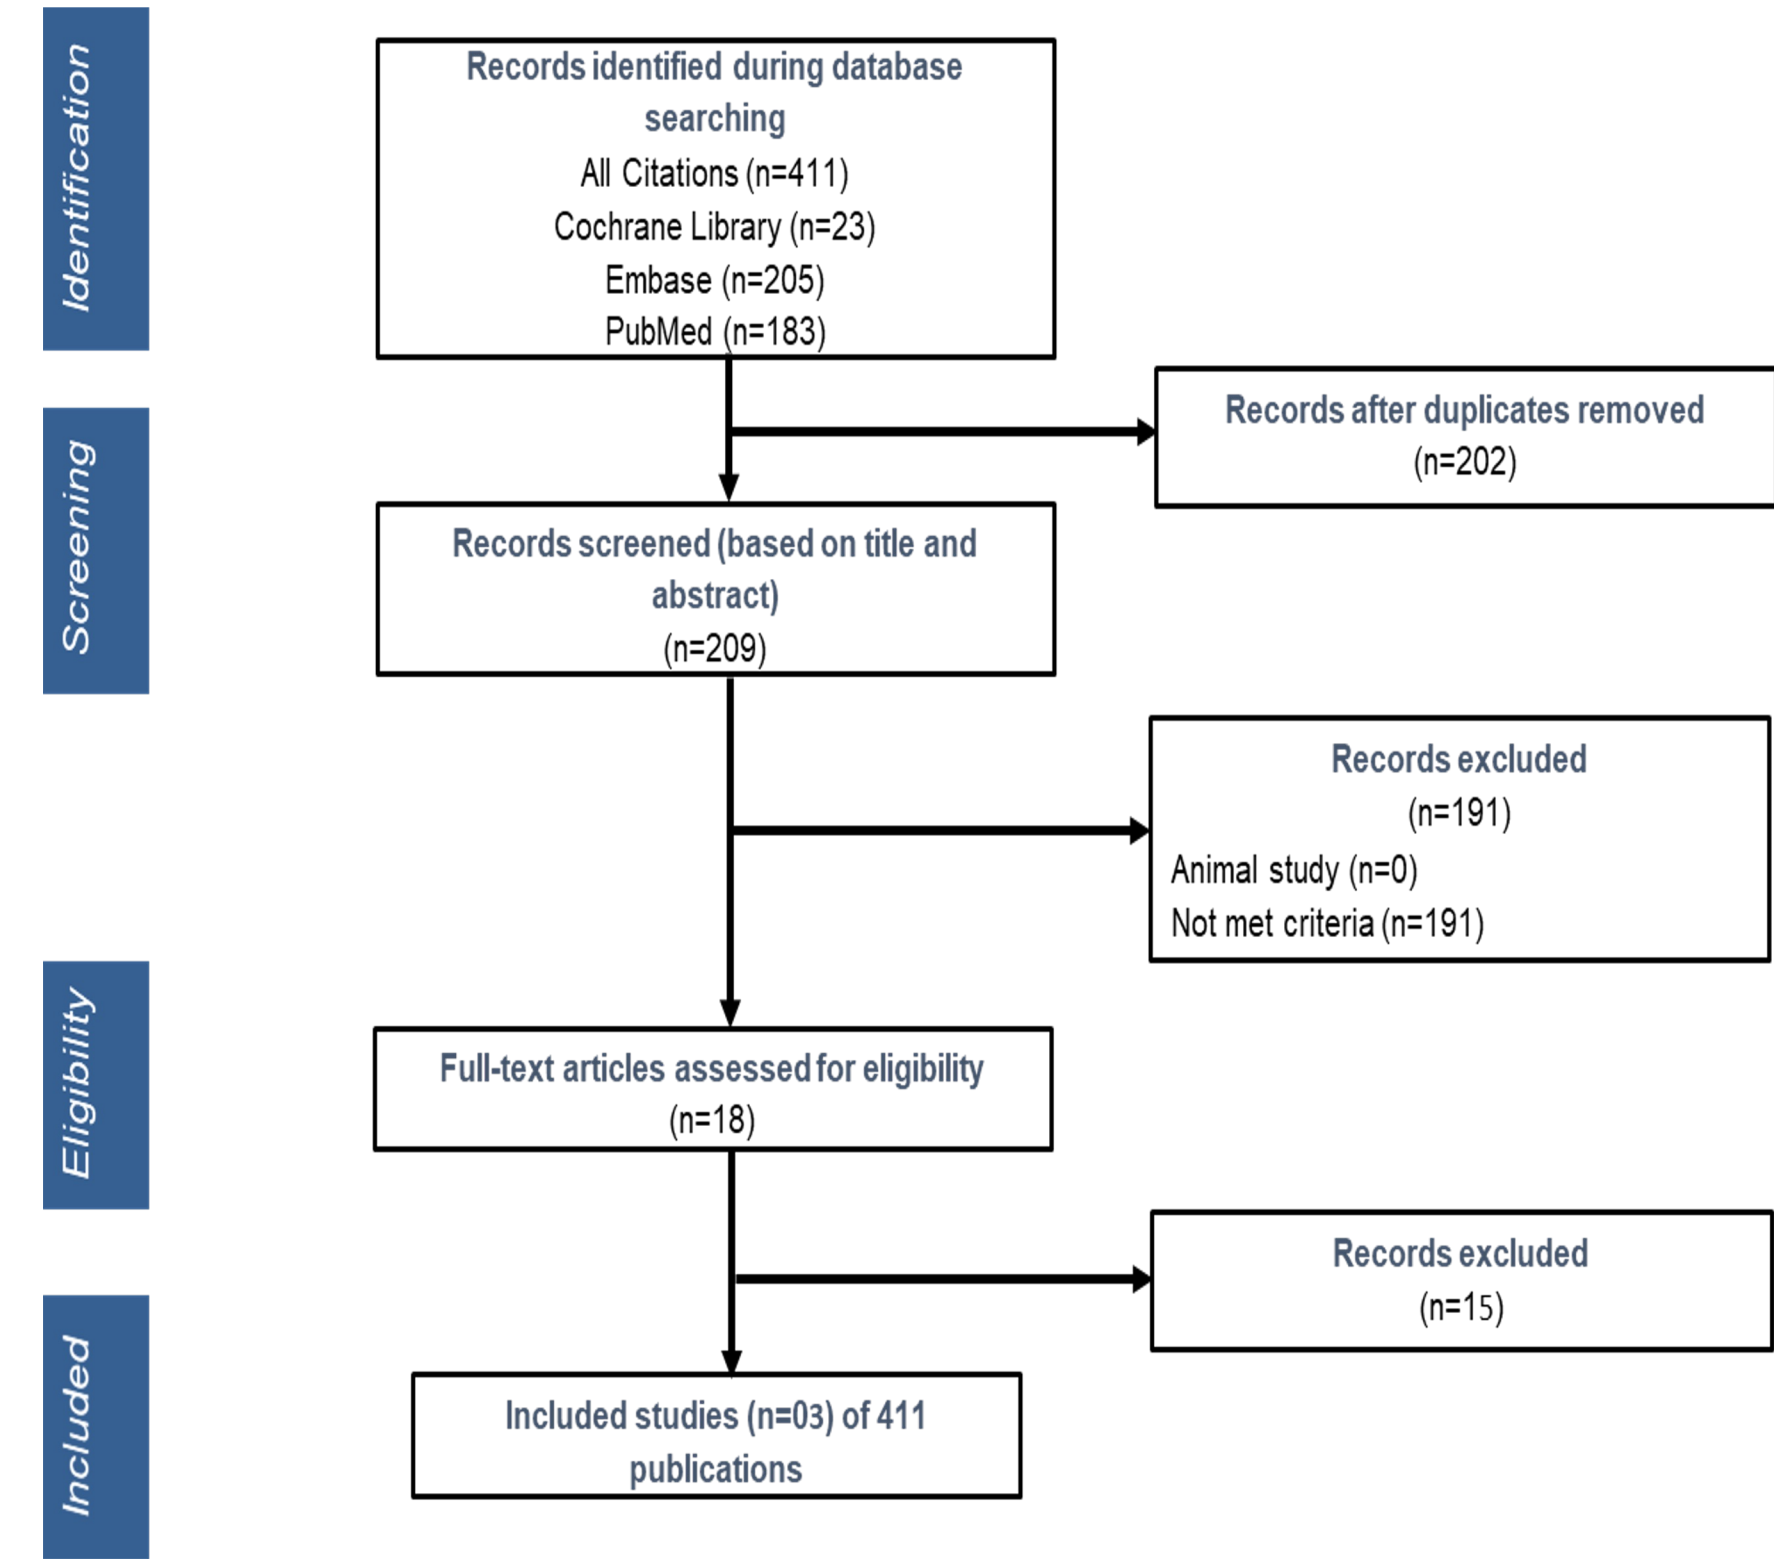 Identification
Records identified during database
searching
All Citations (n=411)
Cochrane Library (n=23)
Embase (n=205)
PubMed (n=183)
Records after duplicates removed
(n=202)
Screening
Records screened (based on title and
abstract)
(n=209)
Records excluded
(n=191)
Animal study (n=0)
Not met criteria (n=191)
Eligibility
Full-text articles assessed for eligibility
(n=18)
Records excluded
(n=15)
Included
Included studies (n=03) of 411
publications